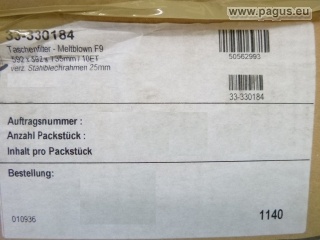 www.pagus.eu
33-330184
Taschenfilter - Meltblown F9
592 x 592 x 135mm / 10ET
verz. Stahlblechrahmen 25mm
50562993
33-330184
Auftragsnummer :
Anzahl Packstück :
Inhalt pro Packstück
Bestellung:
010936
1140